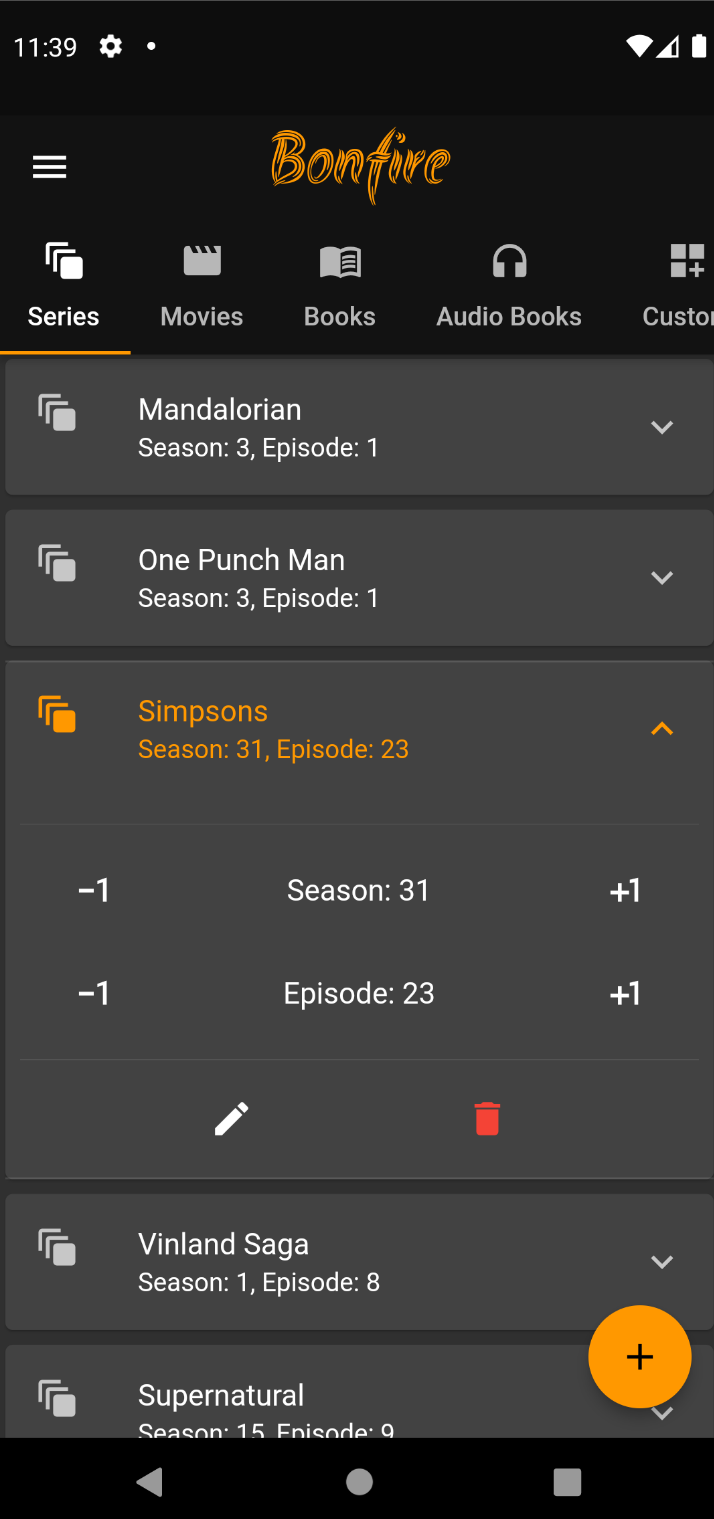 11:39
Bonfire
Series
Movies
Books
Audio Books
Custor
Mandalorian
Season: 3, Episode: 1
One Punch Man
Season: 3, Episode: 1
Simpsons
Season: 31, Episode: 23
−1
Season: 31
+1
−1
Episode: 23
+1
Vinland Saga
Season: 1, Episode: 8
+
Supernatural
Season: 15, Episode: 9